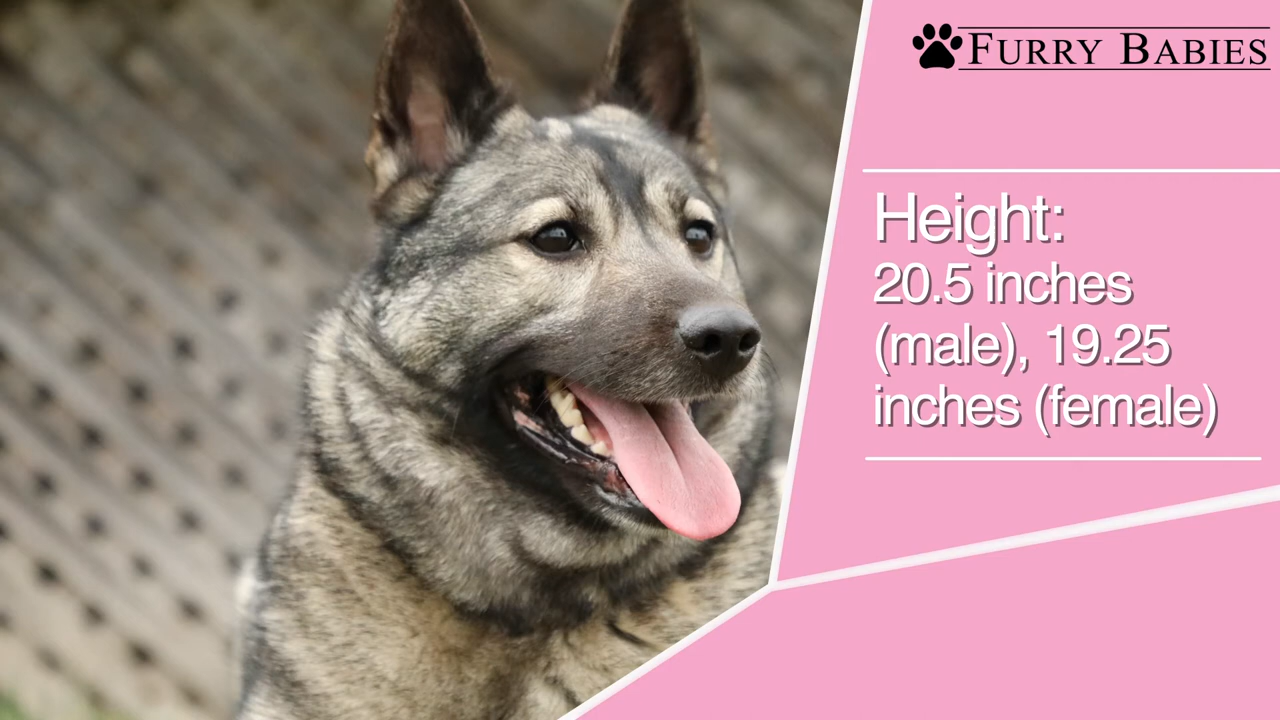 FURRY BABIES
Height:
20.5 inches
(male), 19.25
inches (female)